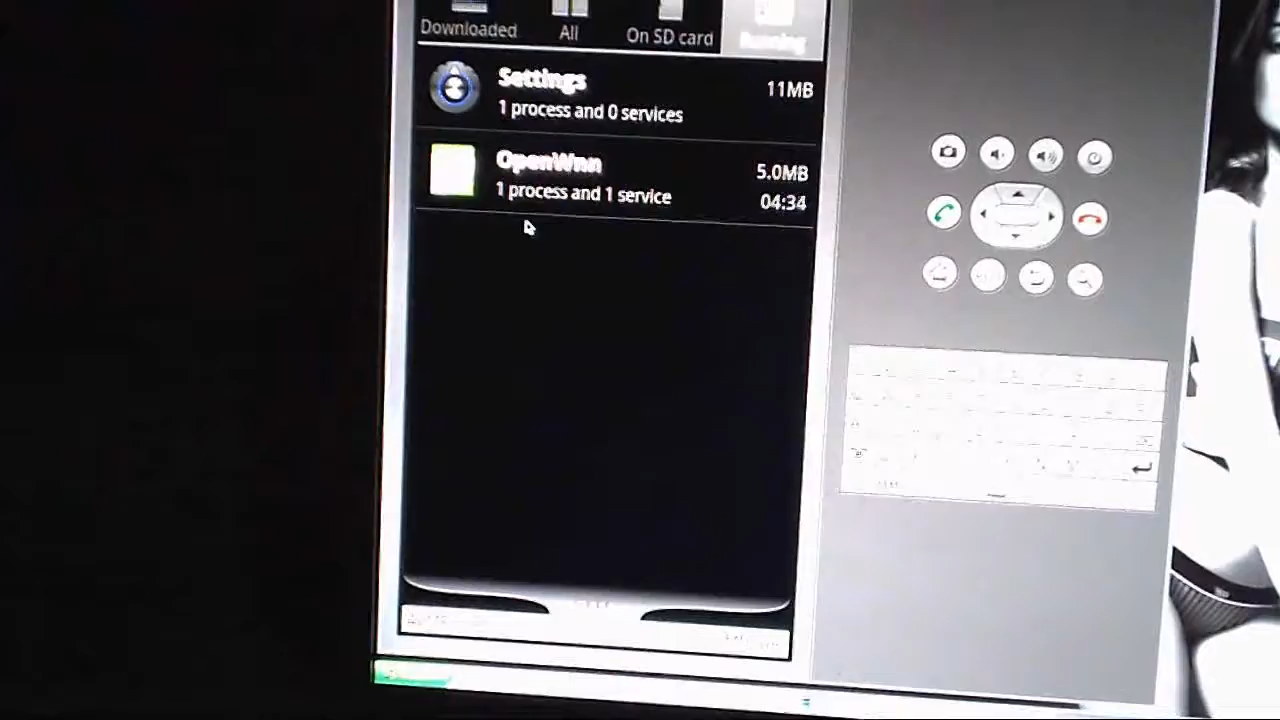 Downloaded
All
On SD card
Running
Settings
11MB
1 process and 0 services
OpenWnn
5.0MB
1 process and 1 service
04:34